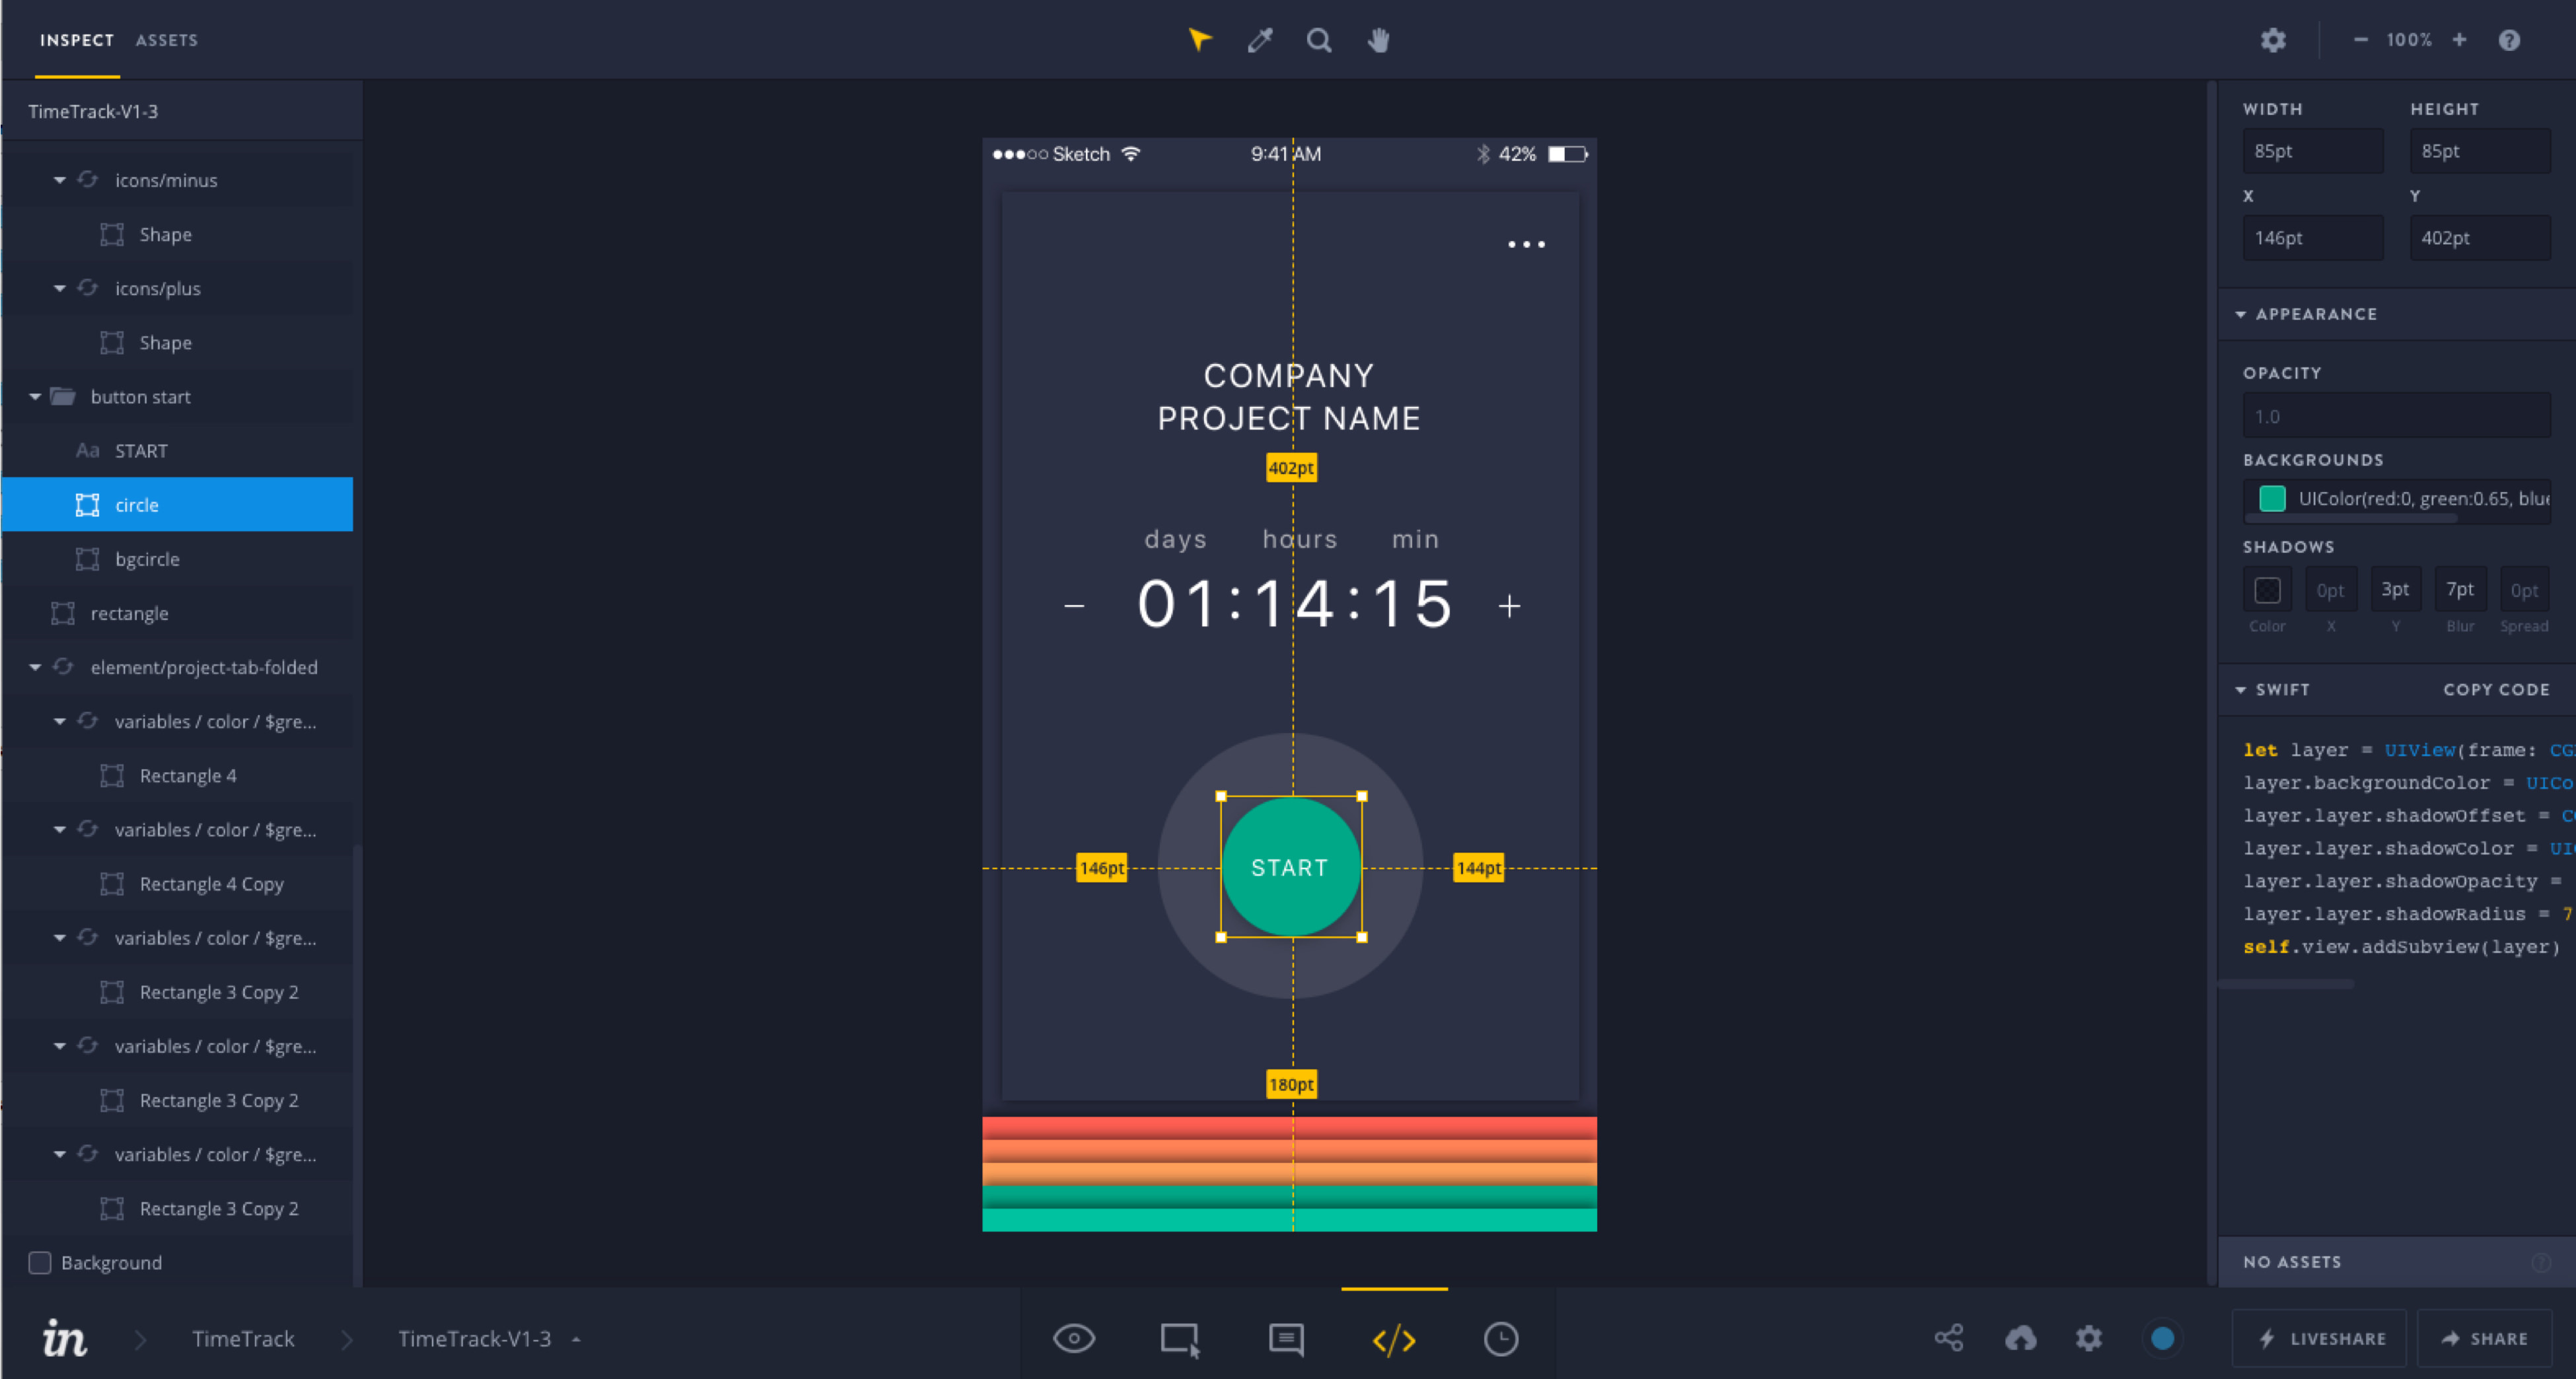 INSPECT ASSETS
100%
TimeTrack-V1-3
icons/minus
Shape
icons/plus
Shape
button start
Aa START
circle
bgcircle
rectangle
element/project-tab-folded
variables / color / $gre...
Rectangle 4
variables / color / $gre...
Rectangle 4 Copy
variables / color / $gre...
Rectangle 3 Copy 2
variables / color / $gre...
Rectangle 3 Copy 2
variables / color / $gre...
Rectangle 3 Copy 2
Background
Sketch 9:41 AM 42%
COMPANY
PROJECT NAME
402pt
days hours min
− 01:14:15 +
146pt START 144pt
180pt
WIDTH HEIGHT
85pt 85pt
X Y
146pt 402pt
APPEARANCE
OPACITY
1.0
BACKGROUNDS
UIColor(red:0, green:0.65, blue
SHADOWS
0pt 3pt 7pt 0pt
Color X Y Blur Spread
SWIFT COPY CODE
let layer = UIView(frame: CG
layer.backgroundColor = UICo
layer.layer.shadowOffset = C
layer.layer.shadowColor = UI
layer.layer.shadowOpacity =
layer.layer.shadowRadius = 7
self.view.addSubview(layer)
NO ASSETS
in TimeTrack TimeTrack-V1-3
LIVESHARE SHARE